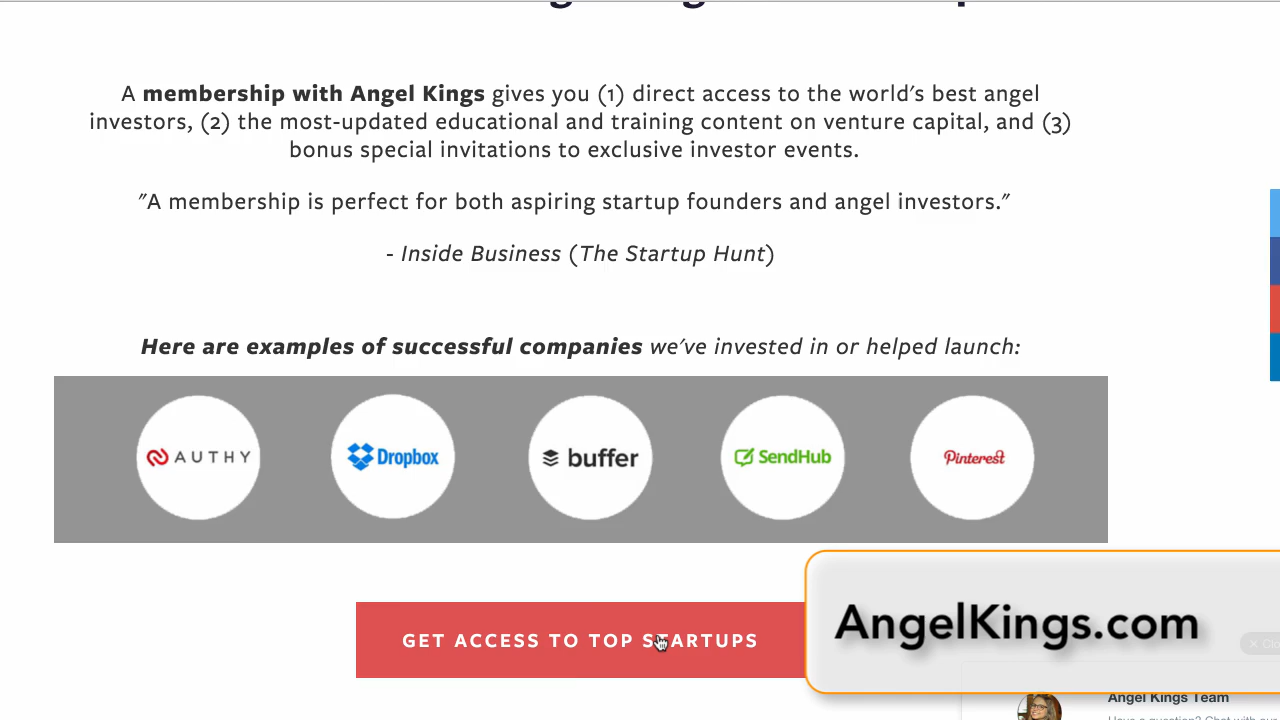 A membership with Angel Kings gives you (1) direct access to the world's best angel
investors, (2) the most-updated educational and training content on venture capital, and (3)
bonus special invitations to exclusive investor events.
"A membership is perfect for both aspiring startup founders and angel investors."
- Inside Business (The Startup Hunt)
Here are examples of successful companies we've invested in or helped launch:
AUTHY
Dropbox
buffer
SendHub
Pinterest
GET ACCESS TO TOP STARTUPS
AngelKings.com
Angel Kings Team